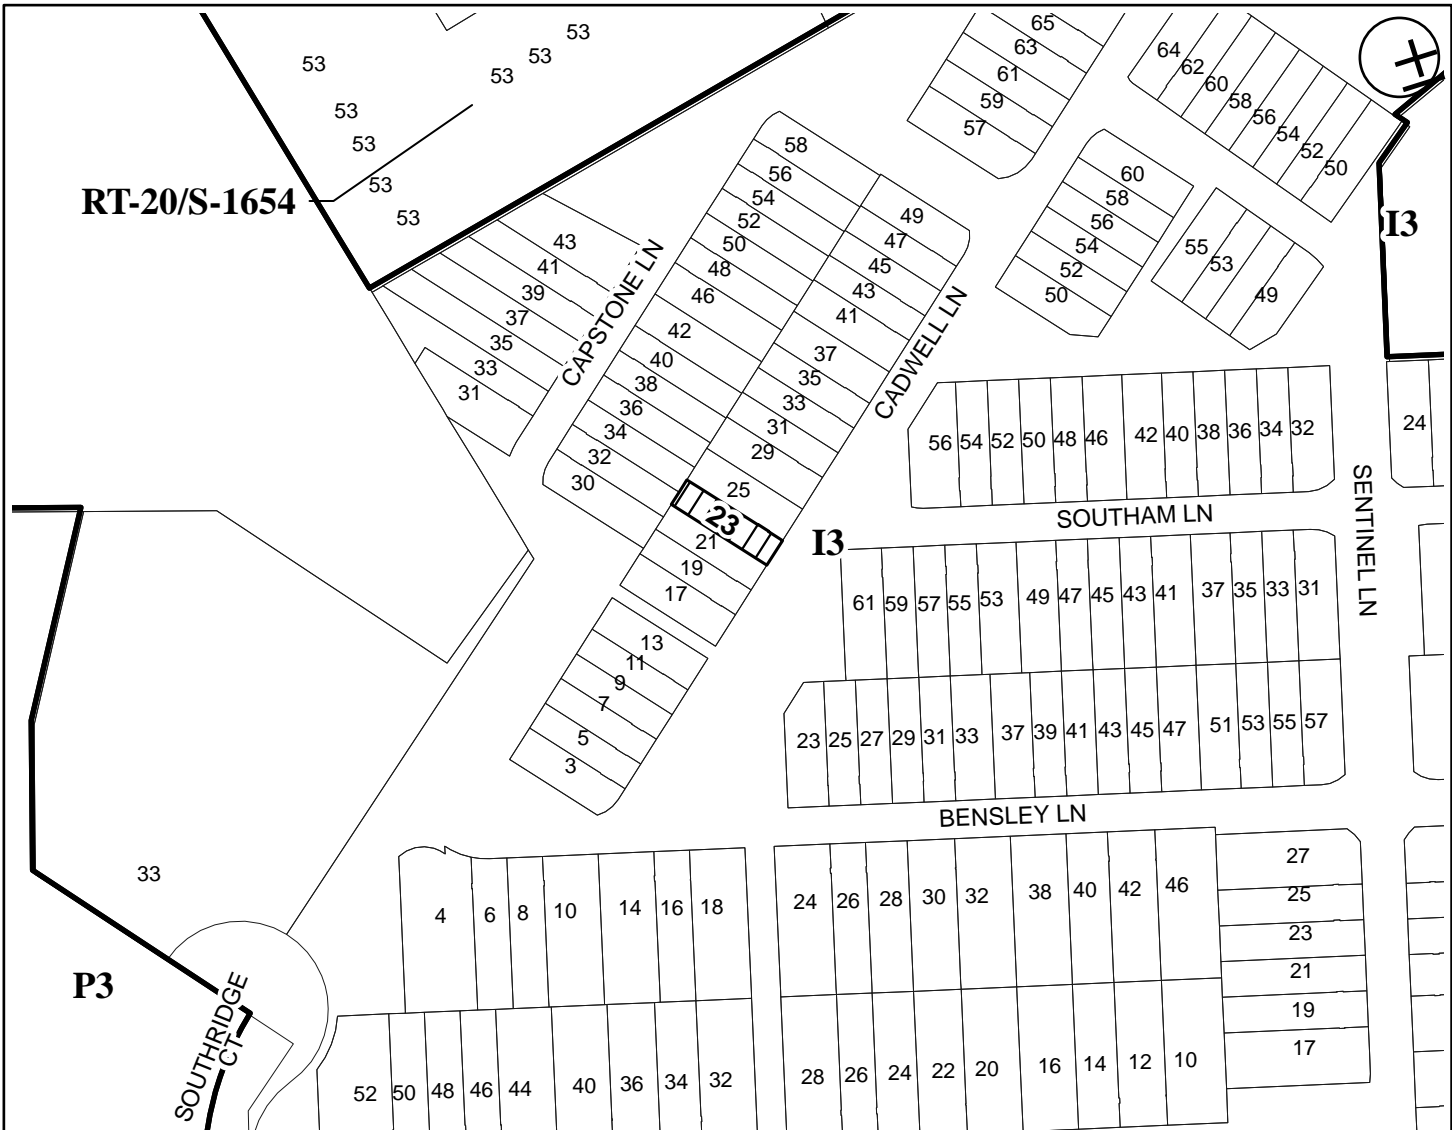 53 53 53 53 53 53 53 53
RT-20/S-1654
65 63 61 59 57
64 62 60 58 56 54 52 50
I3
43 41 39 37 35 33 31
CAPSTONE LN
58 56 54 52 50 48 46 42 40 38 36 34 32 30
49 47 45 43 41 37 35 33 31 29 25 23 21 19 17
CADWELL LN
60 58 56 54 52 50
55 53 49
13 11 9 7 5 3
56 54 52 50 48 46 42 40 38 36 34 32
24
SOUTHAM LN
SENTINEL LN
I3
61 59 57 55 53 49 47 45 43 41 37 35 33 31
23 25 27 29 31 33 37 39 41 43 45 47 51 53 55 57
BENSLEY LN
33
P3
SOUTHRIDGE
CT
4 6 8 10 14 16 18
24 26 28 30 32 38 40 42 46
27 25 23 21 19 17
52 50 48 46 44 40 36 34 32
28 26 24 22 20 16 14 12 10